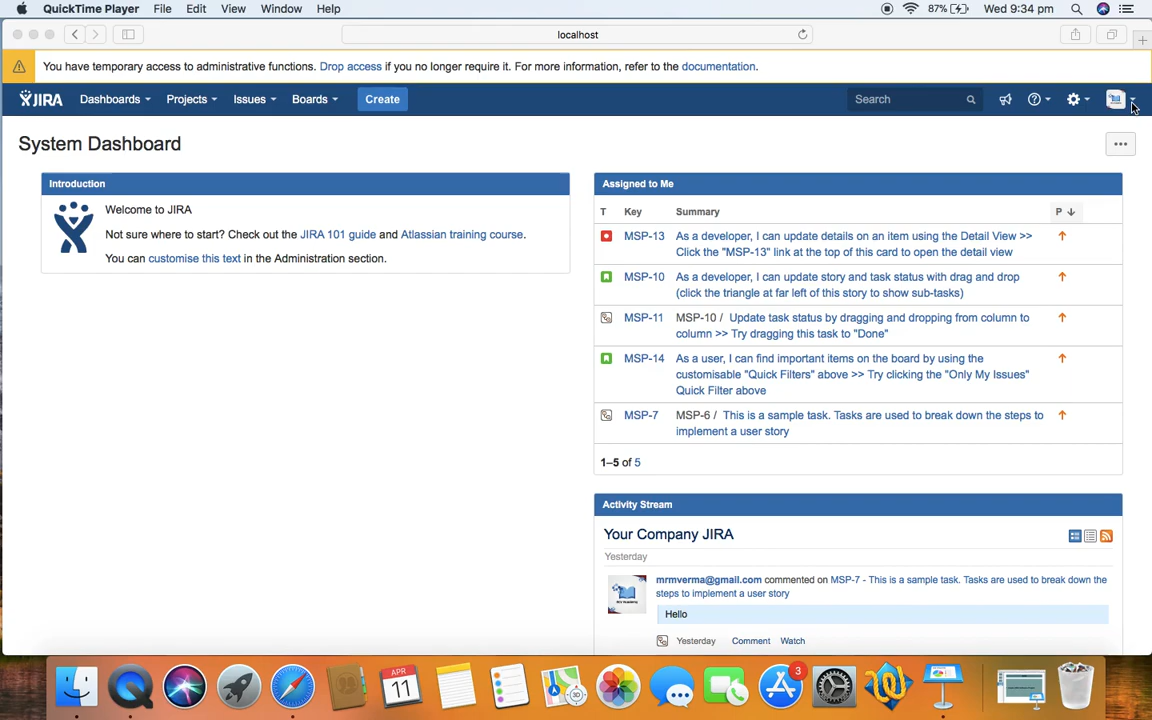 QuickTime Player File Edit View Window Help 87% Wed 9:34 pm
localhost
You have temporary access to administrative functions. Drop access if you no longer require it. For more information, refer to the documentation.
JIRA Dashboards Projects Issues Boards Create Search
System Dashboard
Introduction
Welcome to JIRA
Not sure where to start? Check out the JIRA 101 guide and Atlassian training course.
You can customise this text in the Administration section.
Assigned to Me
T Key Summary P
MSP-13 As a developer, I can update details on an item using the Detail View >>
Click the "MSP-13" link at the top of this card to open the detail view
MSP-10 As a developer, I can update story and task status with drag and drop
(click the triangle at far left of this story to show sub-tasks)
MSP-11 MSP-10 / Update task status by dragging and dropping from column to
column >> Try dragging this task to "Done"
MSP-14 As a user, I can find important items on the board by using the
customisable "Quick Filters" above >> Try clicking the "Only My Issues"
Quick Filter above
MSP-7 MSP-6 / This is a sample task. Tasks are used to break down the steps to
implement a user story
1–5 of 5
Activity Stream
Your Company JIRA
Yesterday
mrmverma@gmail.com commented on MSP-7 - This is a sample task. Tasks are used to break down the
steps to implement a user story
Hello
Yesterday Comment Watch
APR
11
3D
3